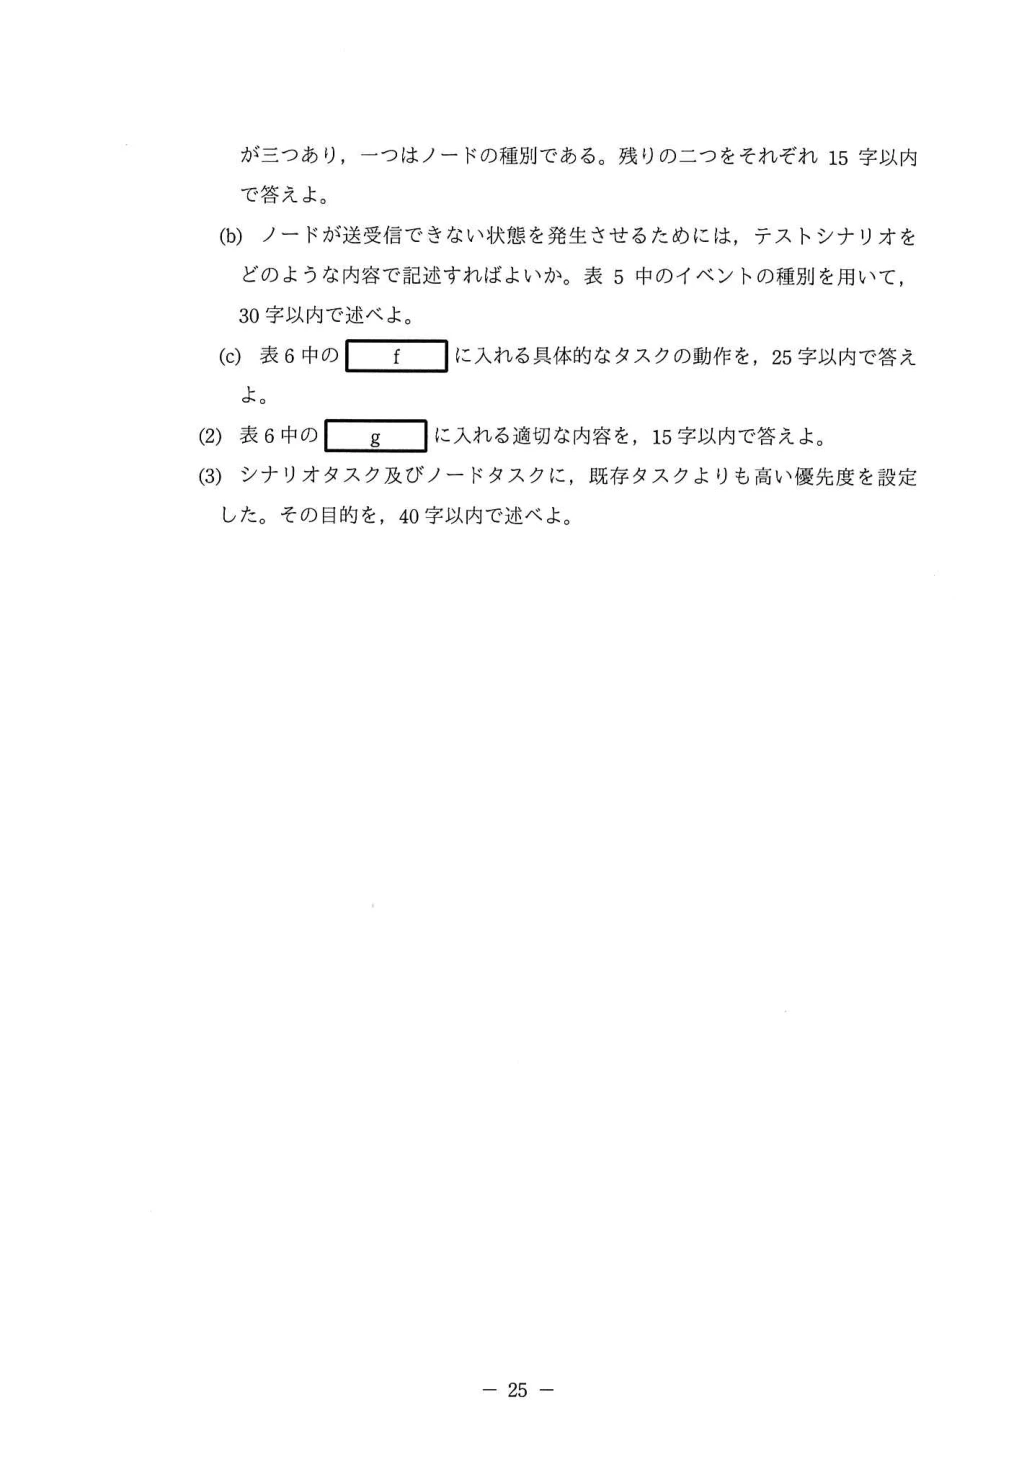 が三つあり，一つはノードの種別である。残りの二つをそれぞれ 15 字以内
で答えよ。
(b) ノードが送受信できない状態を発生させるためには，テストシナリオを
どのような内容で記述すればよいか。表 5 中のイベントの種別を用いて，
30 字以内で述べよ。
(c) 表 6 中の f に入れる具体的なタスクの動作を，25 字以内で答え
よ。
(2) 表 6 中の g に入れる適切な内容を，15 字以内で答えよ。
(3) シナリオタスク及びノードタスクに，既存タスクよりも高い優先度を設定
した。その目的を，40 字以内で述べよ。
－ 25 －